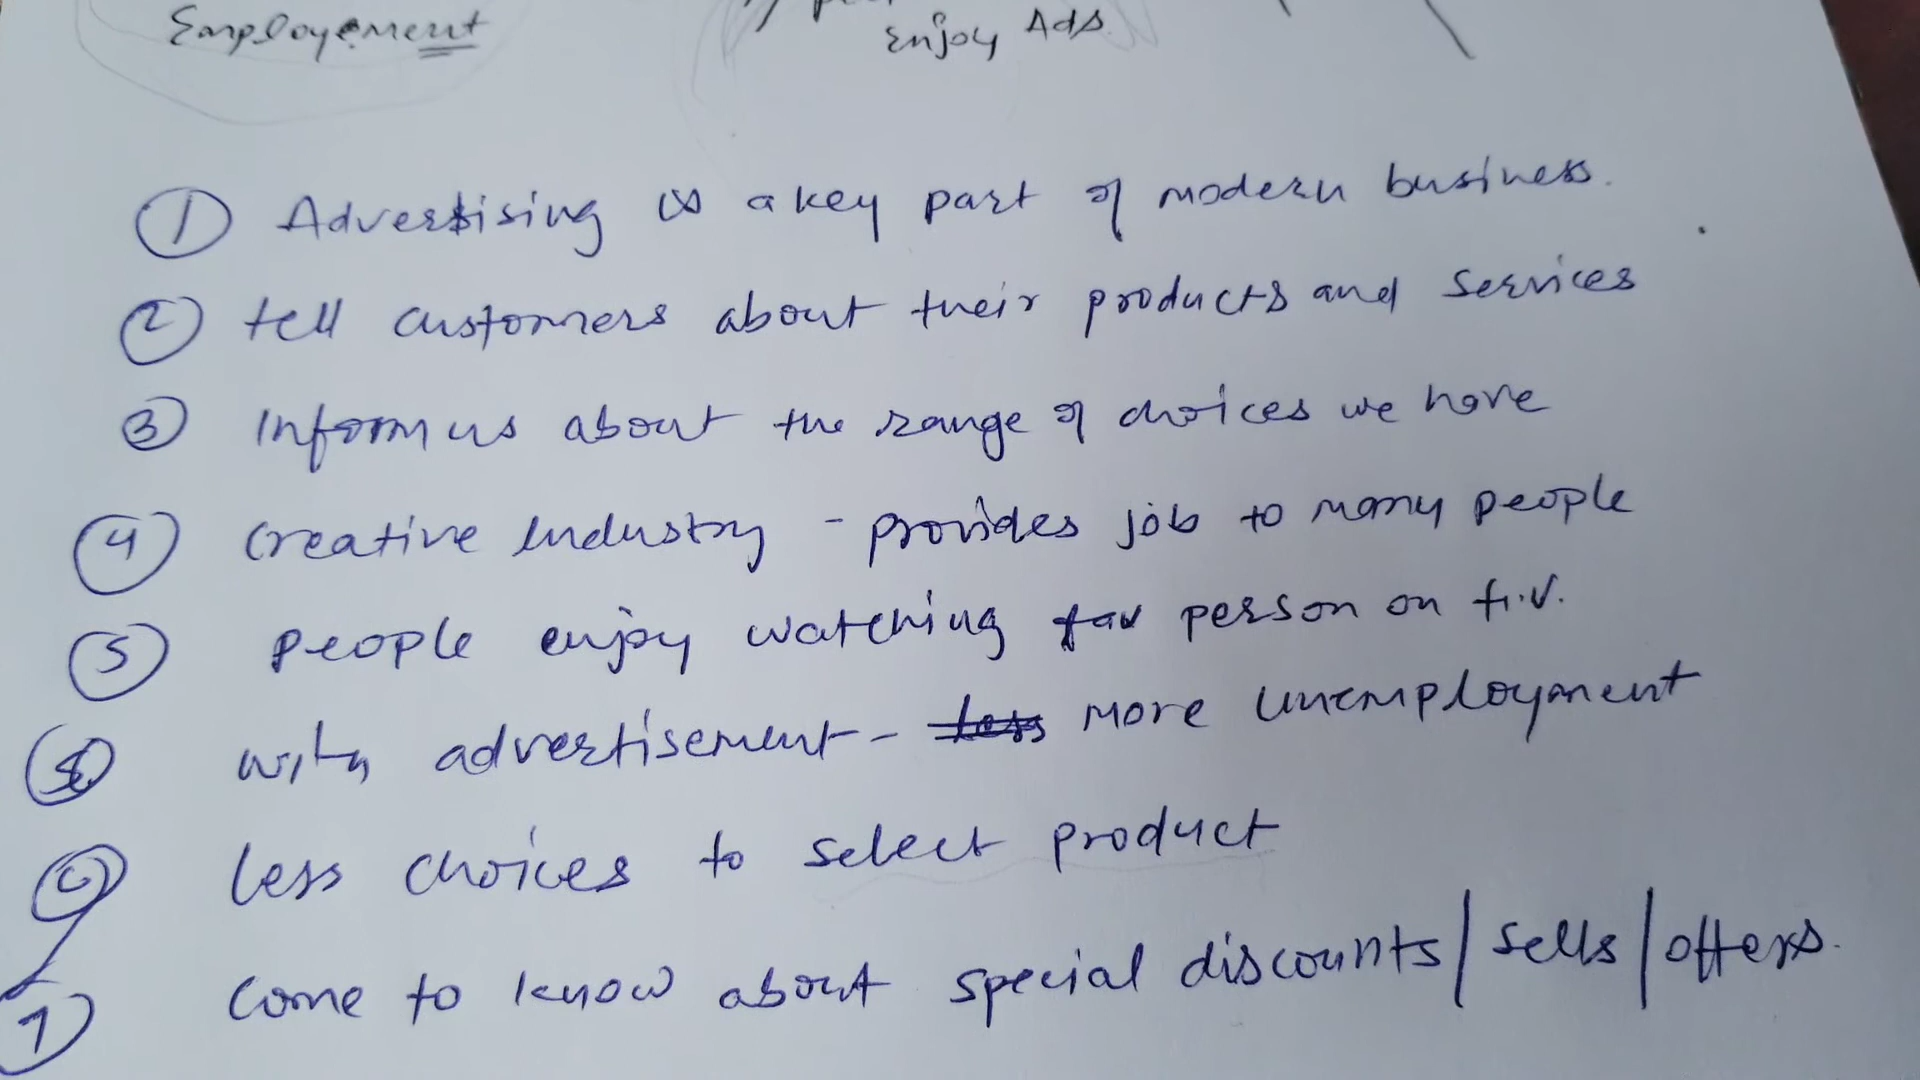 Employement
Enjoy Ads
① Advertising is a key part of modern business.
② tell customers about their products and services
③ Inform us about the range of choices we have
④ Creative industry - provides job to many people
⑤ People enjoy watching fav person on T.V.
with advertisement - less more unemployment
⑥ less choices to select product
⑦ Come to know about special discounts/sells/offers.